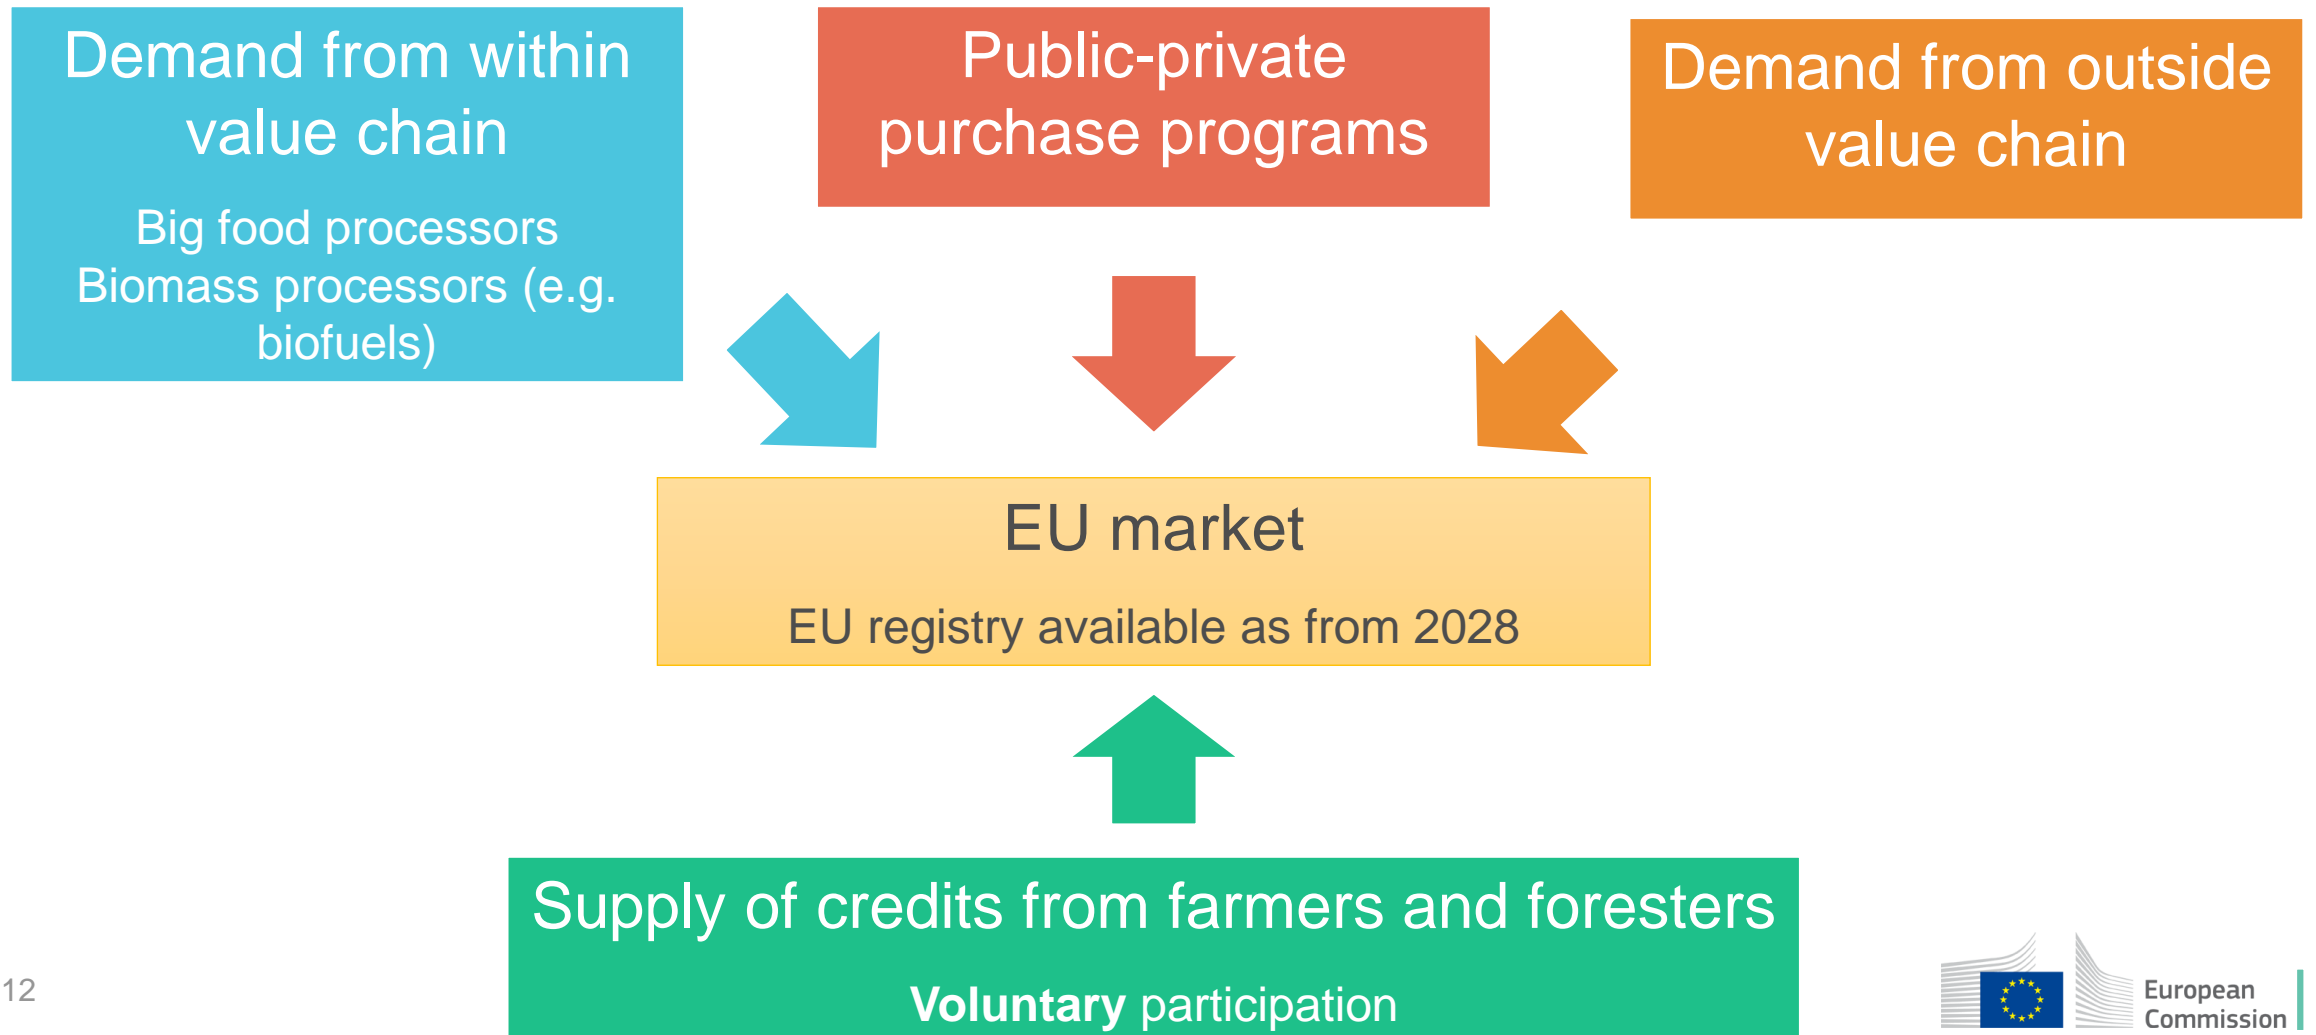 Demand from within
value chain
Big food processors
Biomass processors (e.g.
biofuels)
Public-private
purchase programs
Demand from outside
value chain
EU market
EU registry available as from 2028
Supply of credits from farmers and foresters
Voluntary participation
12
European
Commission